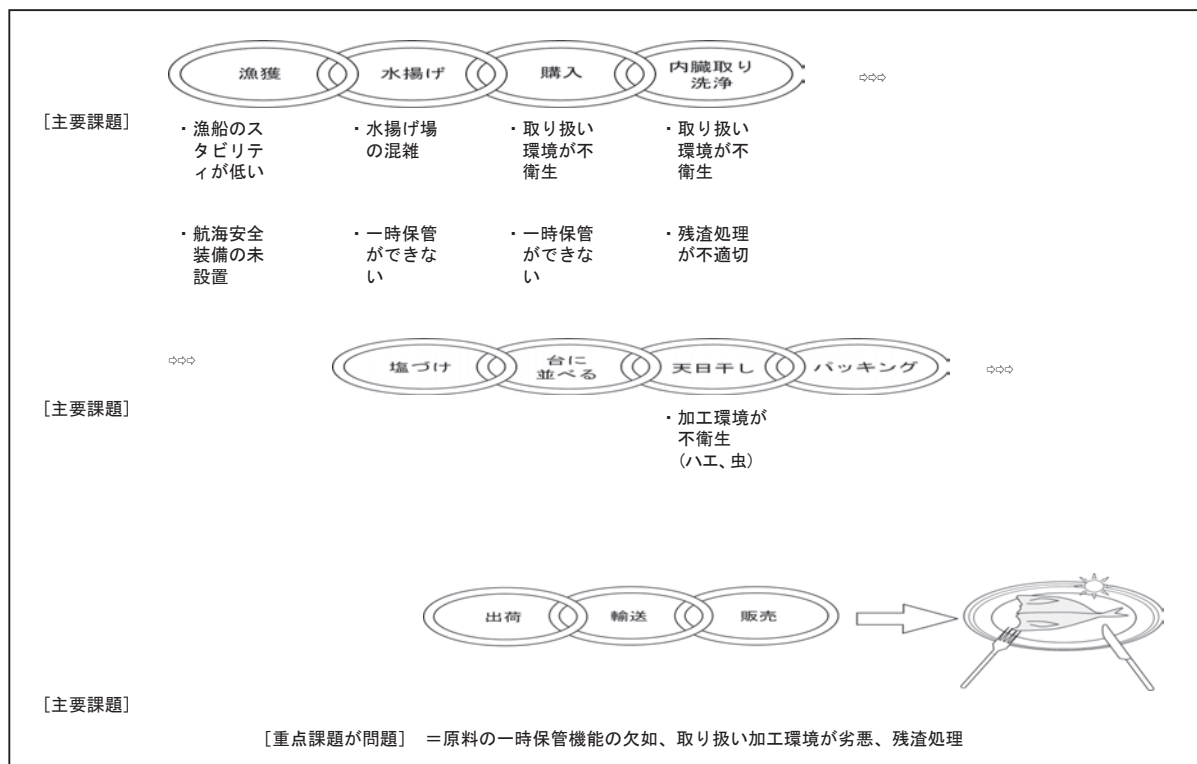 漁獲 水揚げ 購入 内臓取り
洗浄 ⇨⇨⇨
[主要課題]
・漁船のス ・水揚げ場 ・取り扱い ・取り扱い
タビリテ の混雑 環境が不 環境が不
ィが低い 衛生 衛生
・航海安全 ・一時保管 ・一時保管 ・残渣処理
装備の未 ができな ができな が不適切
設置 い い
⇨⇨⇨ 塩づけ 台に 天日干し パッキング ⇨⇨⇨
並べる
[主要課題]
・加工環境が
不衛生
(ハエ、虫)
出荷 輸送 販売
[主要課題]
[重点課題が問題] =原料の一時保管機能の欠如、取り扱い加工環境が劣悪、残渣処理